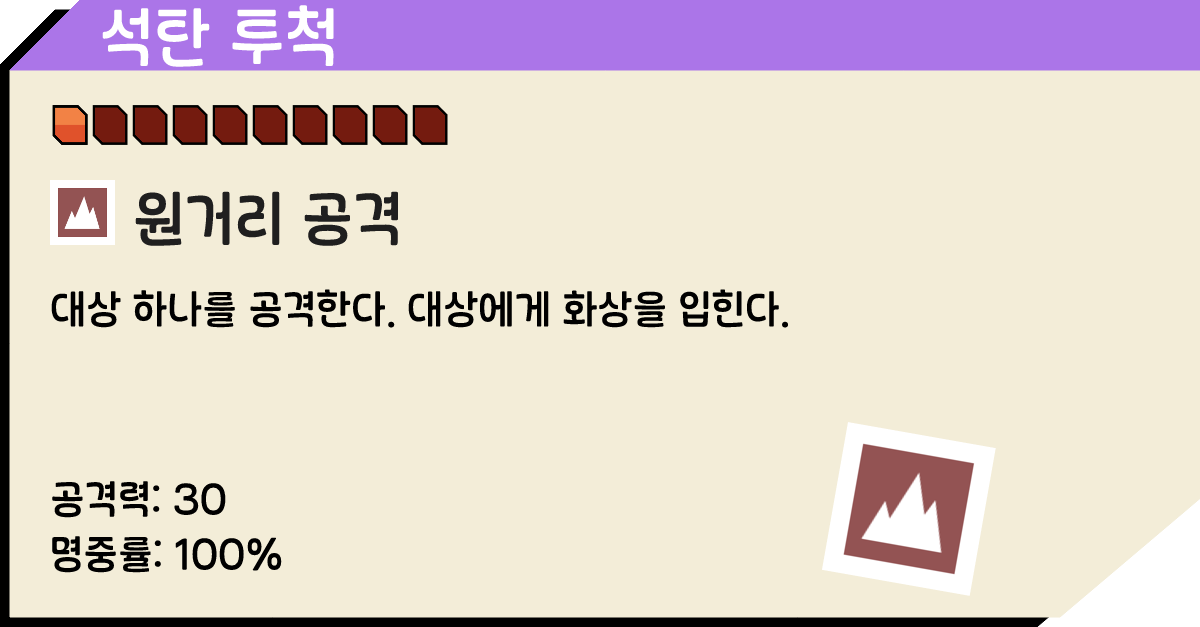 석탄 투척
원거리 공격
대상 하나를 공격한다. 대상에게 화상을 입힌다.
공격력: 30
명중률: 100%